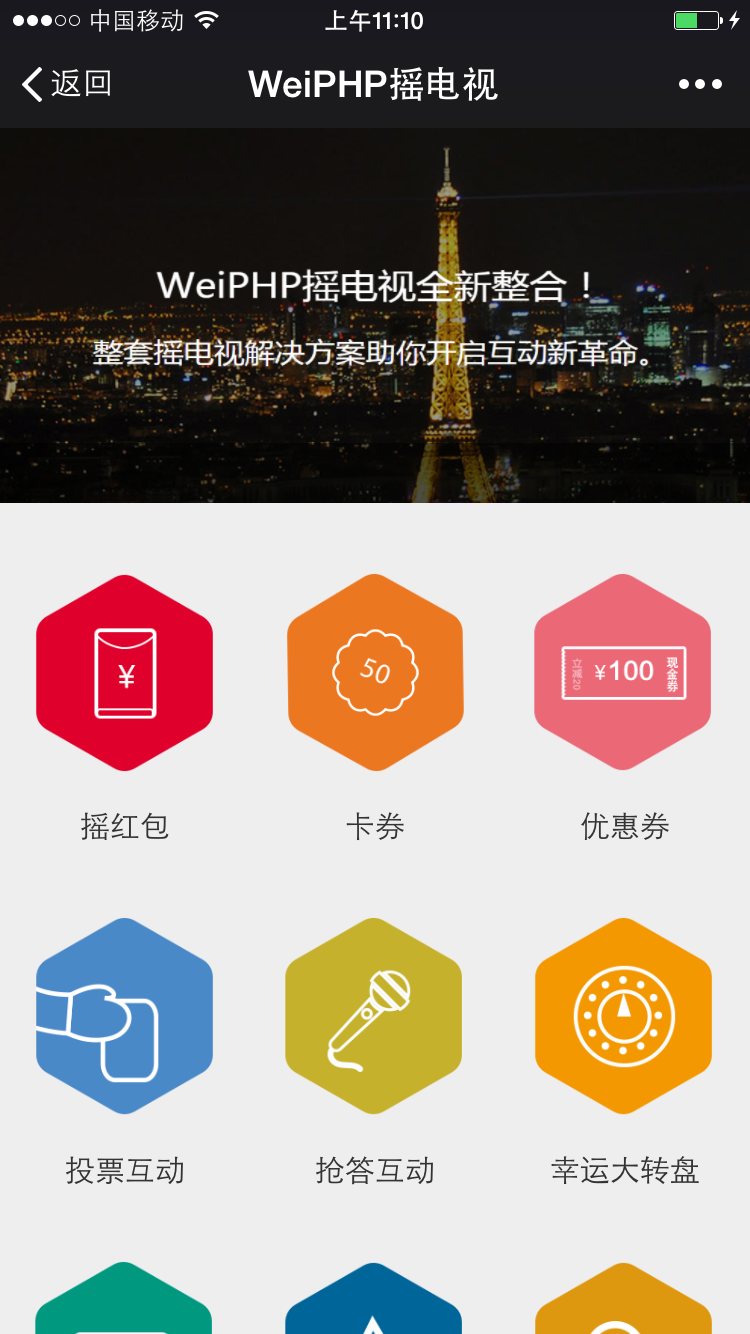 中国移动 上午11:10
返回 WeiPHP摇电视
WeiPHP摇电视全新整合！
整套摇电视解决方案助你开启互动新革命。
¥ 50 立减20 ¥100 现金券
摇红包 卡券 优惠券
投票互动 抢答互动 幸运大转盘